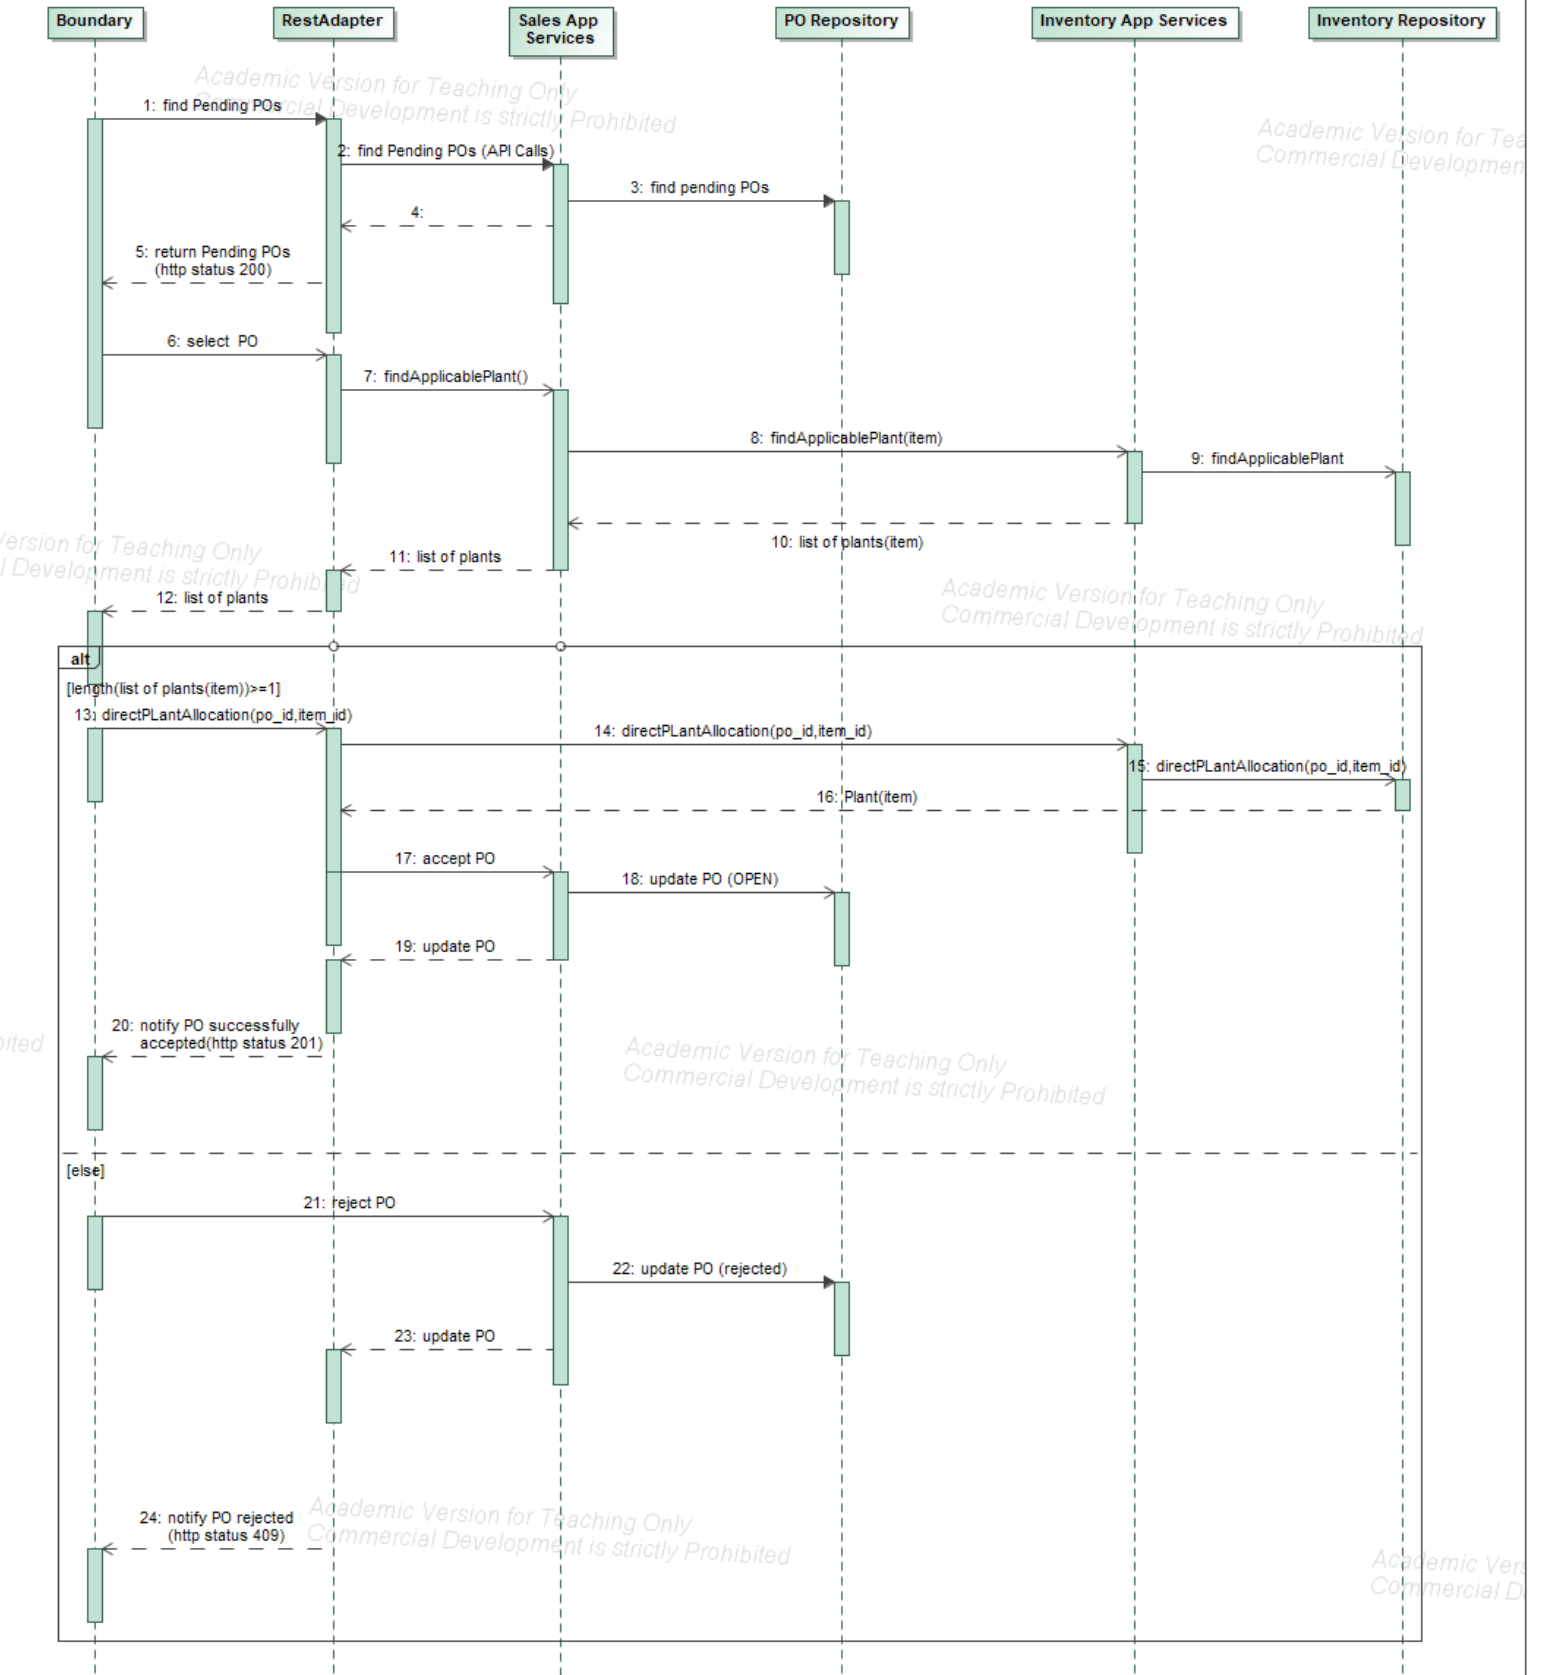 Boundary
RestAdapter
Sales App
Services
PO Repository
Inventory App Services
Inventory Repository
Academic Version for Teaching Only
Commercial Development is strictly Prohibited
1: find Pending POs
Academic Version for Tea
Commercial Developmen
2: find Pending POs (API Calls)
3: find pending POs
4:
5: return Pending POs
(http status 200)
6: select  PO
7: findApplicablePlant()
8: findApplicablePlant(item)
9: findApplicablePlant
10: list of plants(item)
Version for Teaching Only
l Development is strictly Prohibited
11: list of plants
12: list of plants
Academic Version for Teaching Only
Commercial Development is strictly Prohibited
alt
[length(list of plants(item))>=1]
13: directPLantAllocation(po_id,item_id)
14: directPLantAllocation(po_id,item_id)
15: directPLantAllocation(po_id,item_id)
16: Plant(item)
17: accept PO
18: update PO (OPEN)
19: update PO
20: notify PO successfully
accepted(http status 201)
bited
Academic Version for Teaching Only
Commercial Development is strictly Prohibited
[else]
21: reject PO
22: update PO (rejected)
23: update PO
24: notify PO rejected
(http status 409)
Academic Version for Teaching Only
Commercial Development is strictly Prohibited
Academic Vers
Commercial D